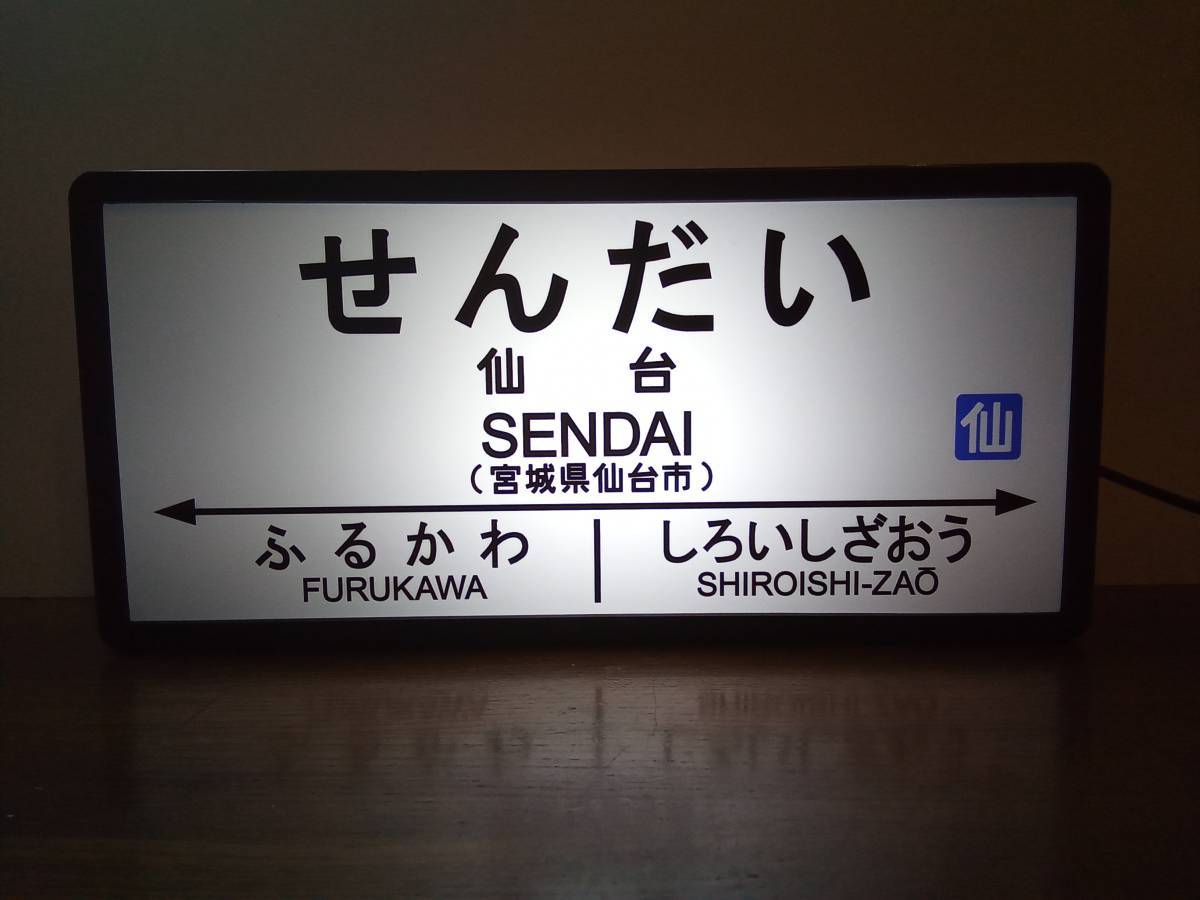 せんだい
仙台
SENDAI
仙
（宮城県仙台市）
ふるかわ
しろいしざおう
FURUKAWA
SHIROISHI-ZAŌ